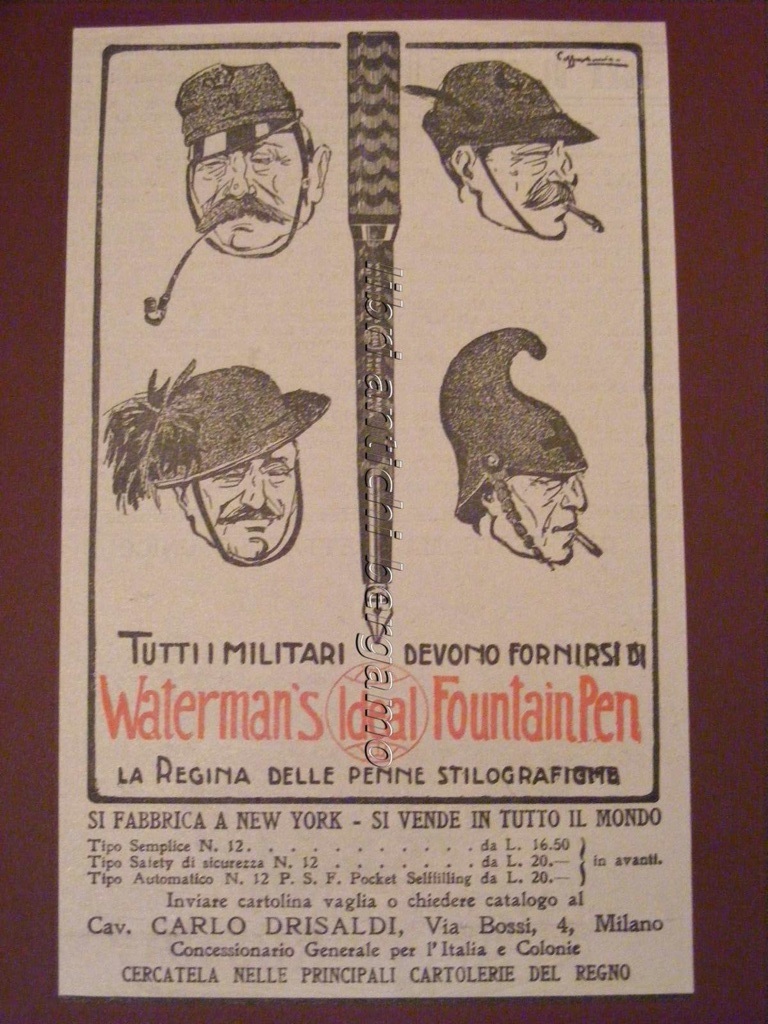 TUTTI I MILITARI DEVONO FORNIRSI DI
Waterman's Ideal Fountain Pen
LA REGINA DELLE PENNE STILOGRAFICHE
SI FABBRICA A NEW YORK - SI VENDE IN TUTTO IL MONDO
Tipo Semplice N. 12. . . . . . . . . . . da L. 16.50
Tipo Safety di sicurezza N. 12 . . . . . . . da L. 20.— in avanti.
Tipo Automatico N. 12 P. S. F. Pocket Selffilling da L. 20.—
Inviare cartolina vaglia o chiedere catalogo al
Cav. CARLO DRISALDI, Via Bossi, 4, Milano
Concessionario Generale per l'Italia e Colonie
CERCATELA NELLE PRINCIPALI CARTOLERIE DEL REGNO
libri antichi bergamo